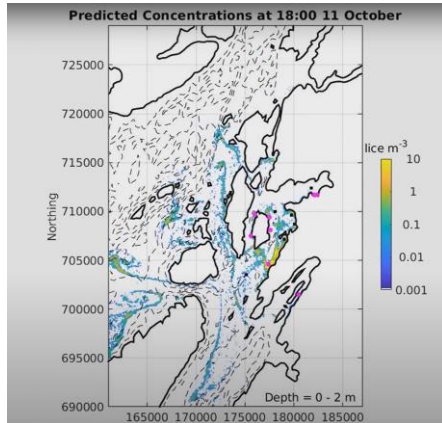 Predicted Concentrations at 18:00 11 October
725000
720000
715000
710000
705000
700000
695000
690000
Northing
lice m⁻³
10
1
0.1
0.01
0.001
Depth = 0 - 2 m
165000 170000 175000 180000 185000